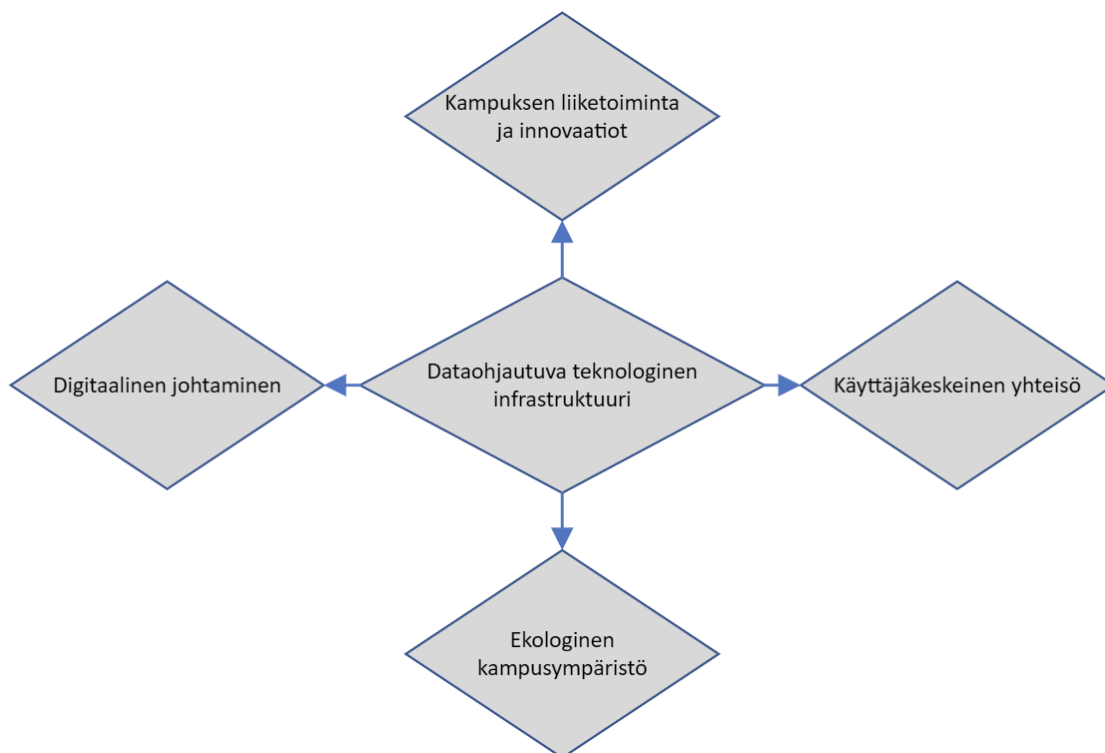 Kampuksen liiketoiminta
ja innovaatiot
Digitaalinen johtaminen
Dataohjautuva teknologinen
infrastruktuuri
Käyttäjäkeskeinen yhteisö
Ekologinen
kampusympäristö